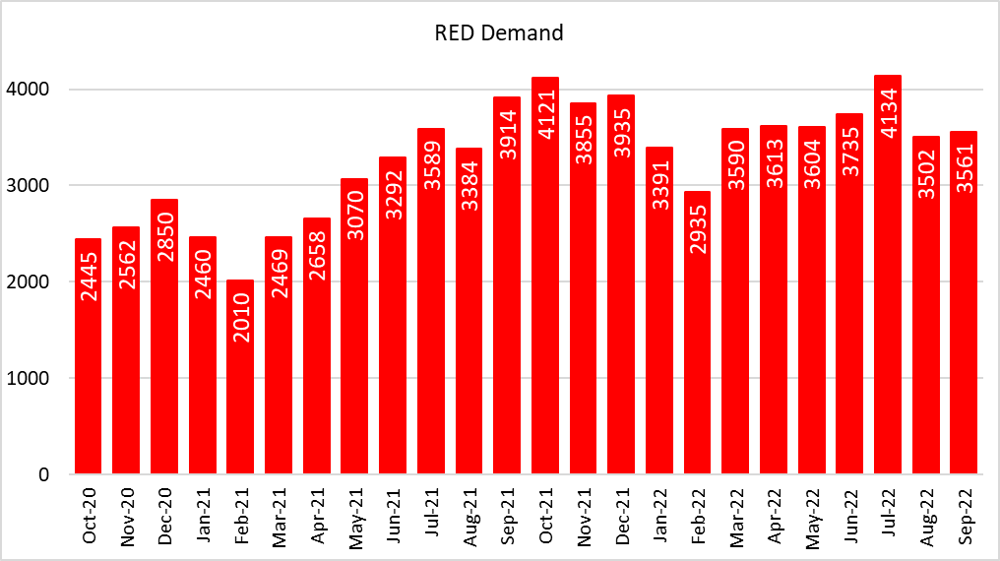 RED Demand
4000
3000
2000
1000
0
2445
2562
2850
2460
2010
2469
2658
3070
3292
3589
3384
3914
4121
3855
3935
3391
2935
3590
3613
3604
3735
4134
3502
3561
Oct-20
Nov-20
Dec-20
Jan-21
Feb-21
Mar-21
Apr-21
May-21
Jun-21
Jul-21
Aug-21
Sep-21
Oct-21
Nov-21
Dec-21
Jan-22
Feb-22
Mar-22
Apr-22
May-22
Jun-22
Jul-22
Aug-22
Sep-22